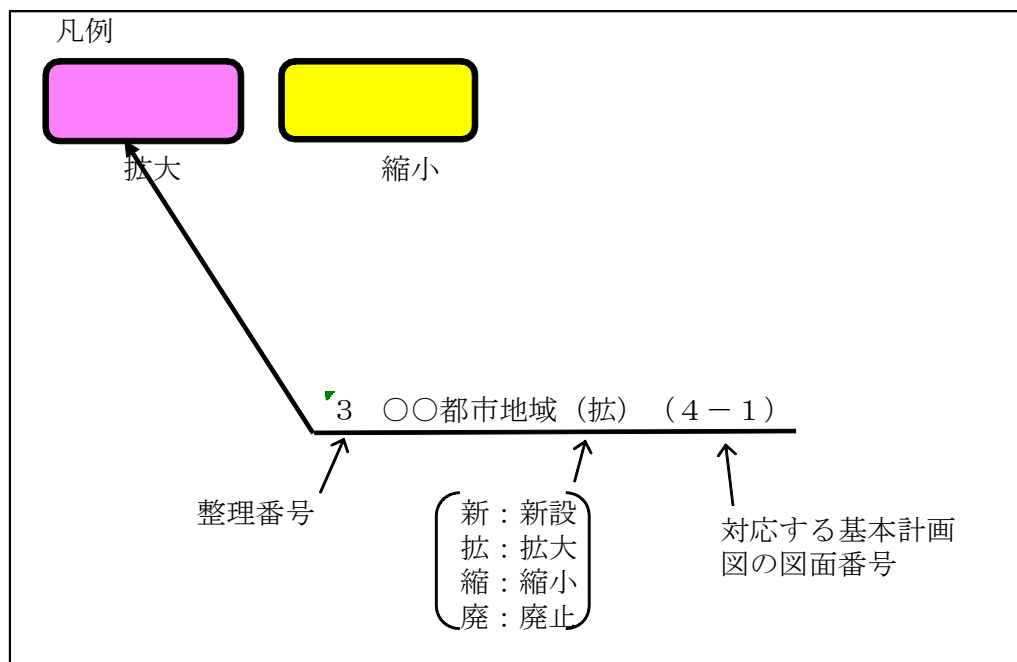 凡例
拡大
縮小
３　○○都市地域（拡）（４－１）
整理番号
新：新設
拡：拡大
縮：縮小
廃：廃止
対応する基本計画
図の図面番号